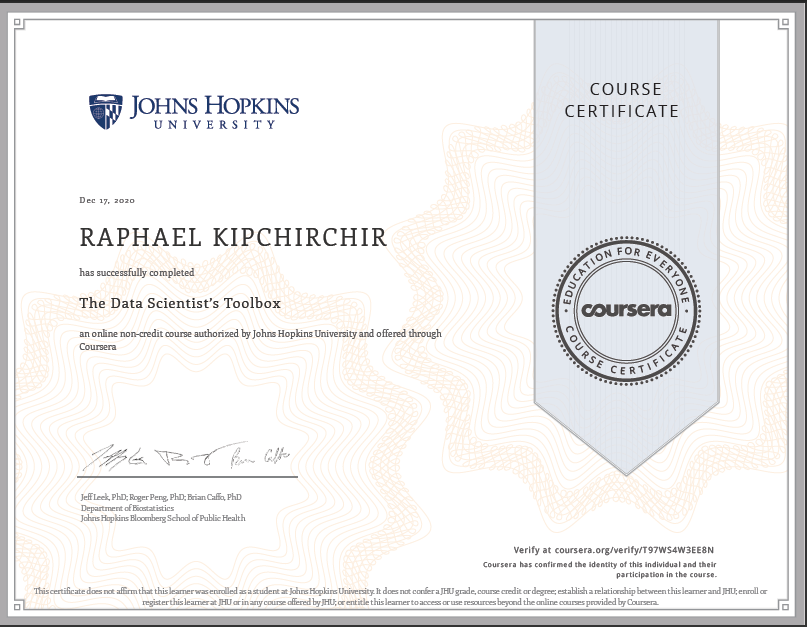 JOHNS HOPKINS
UNIVERSITY
COURSE
CERTIFICATE
Dec 17, 2020
RAPHAEL KIPCHIRCHIR
has successfully completed
The Data Scientist's Toolbox
an online non-credit course authorized by Johns Hopkins University and offered through
Coursera
EDUCATION FOR EVERYONE
coursera
COURSE CERTIFICATE
Jeff Leek, PhD; Roger Peng, PhD; Brian Caffo, PhD
Department of Biostatistics
Johns Hopkins Bloomberg School of Public Health
Verify at coursera.org/verify/T97WS4W3EE8N
Coursera has confirmed the identity of this individual and their
participation in the course.
This certificate does not affirm that this learner was enrolled as a student at Johns Hopkins University. It does not confer a JHU grade, course credit or degree; establish a relationship between this learner and JHU; enroll or
register this learner at JHU or in any course offered by JHU; or entitle this learner to access or use resources beyond the online courses provided by Coursera.